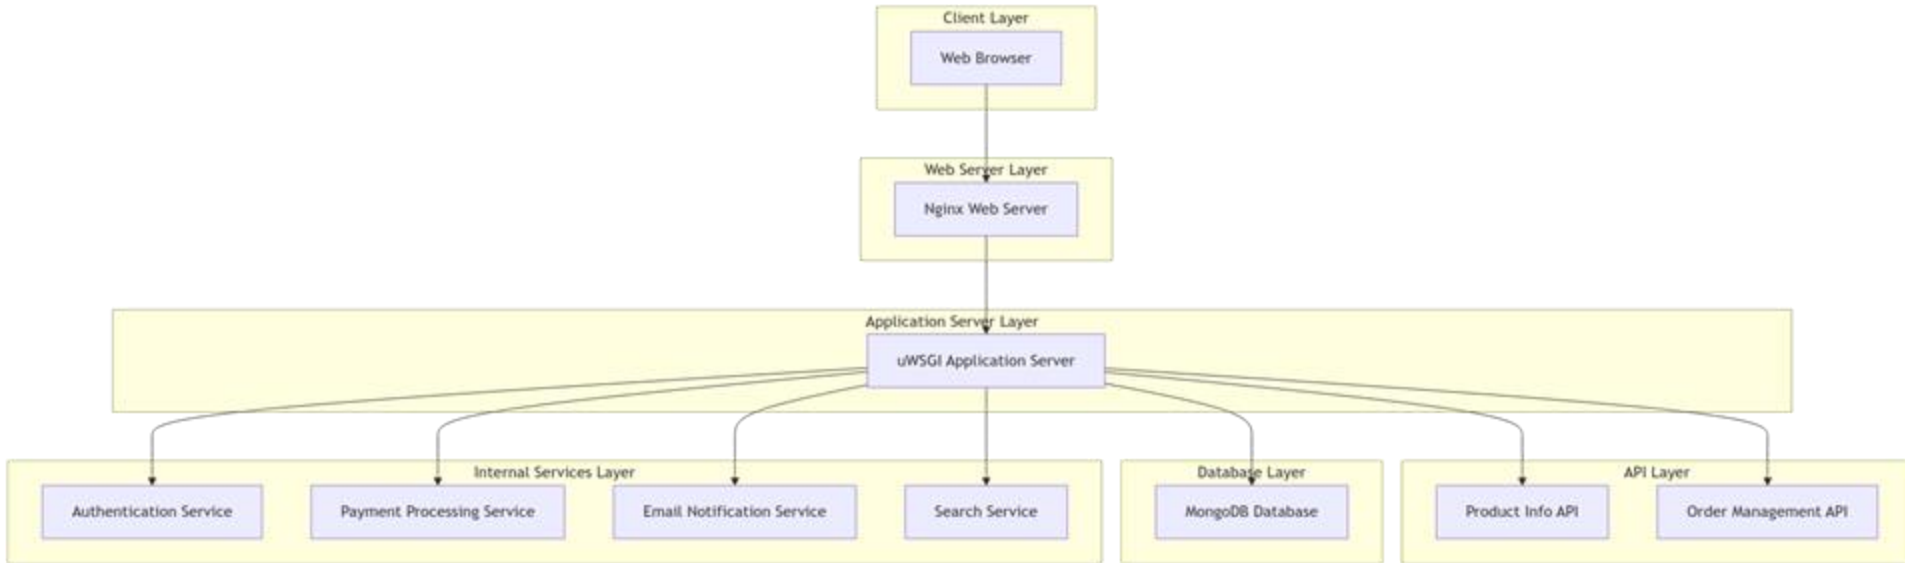 Client Layer
Web Browser
Web Server Layer
Nginx Web Server
Application Server Layer
uWSGI Application Server
Internal Services Layer
Authentication Service
Payment Processing Service
Email Notification Service
Search Service
Database Layer
MongoDB Database
API Layer
Product Info API
Order Management API